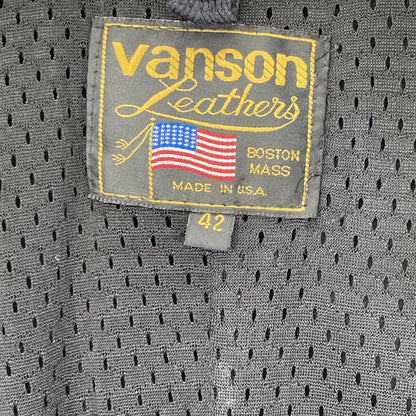 vanson
Leathers
BOSTON
MASS
MADE IN U.S.A.
42